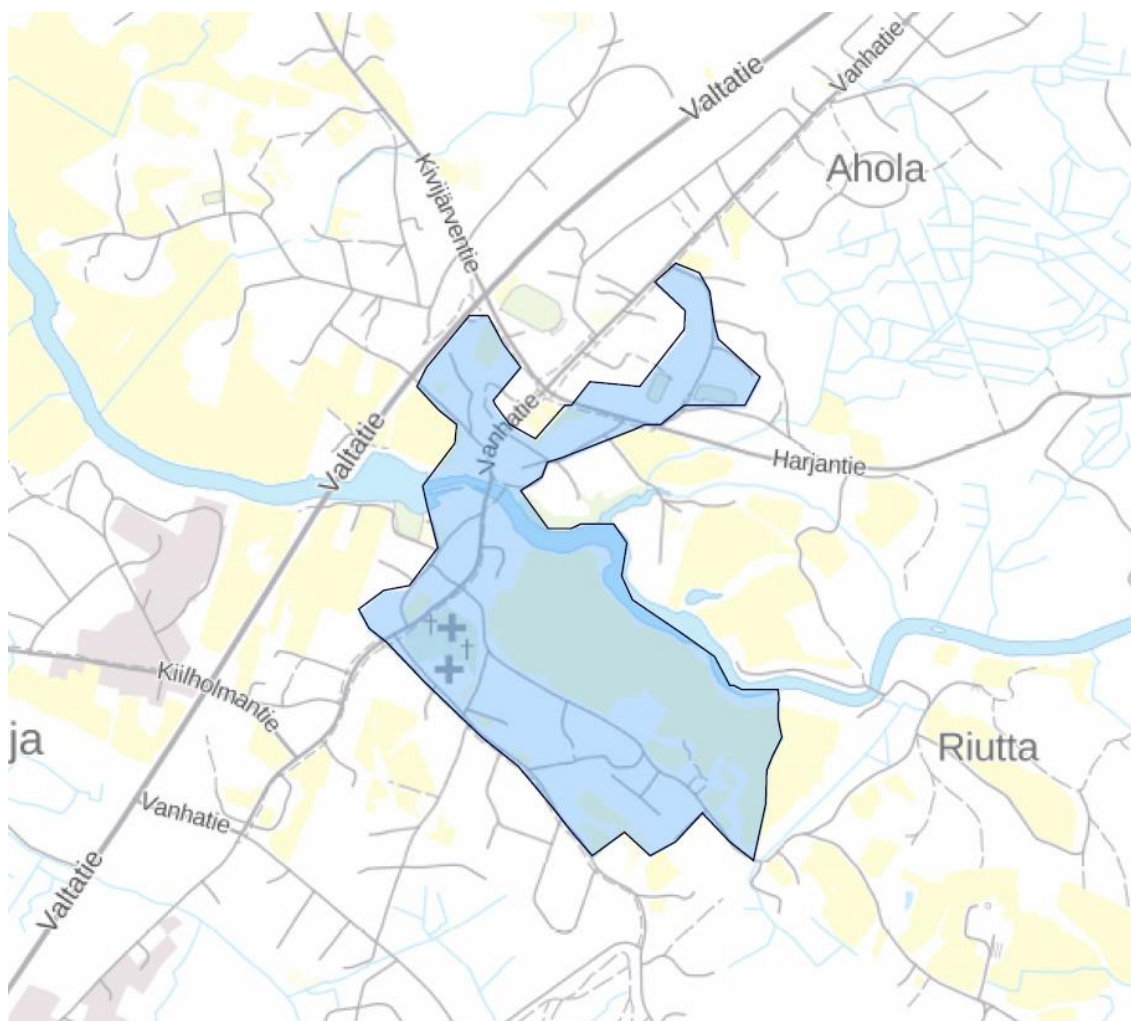 Valtatie
Vanhatie
Ahola
Kivijärventie
Vanhatie
Valtatie
Harjantie
Kiilholmantie
ja
Riutta
Vanhatie
Valtatie